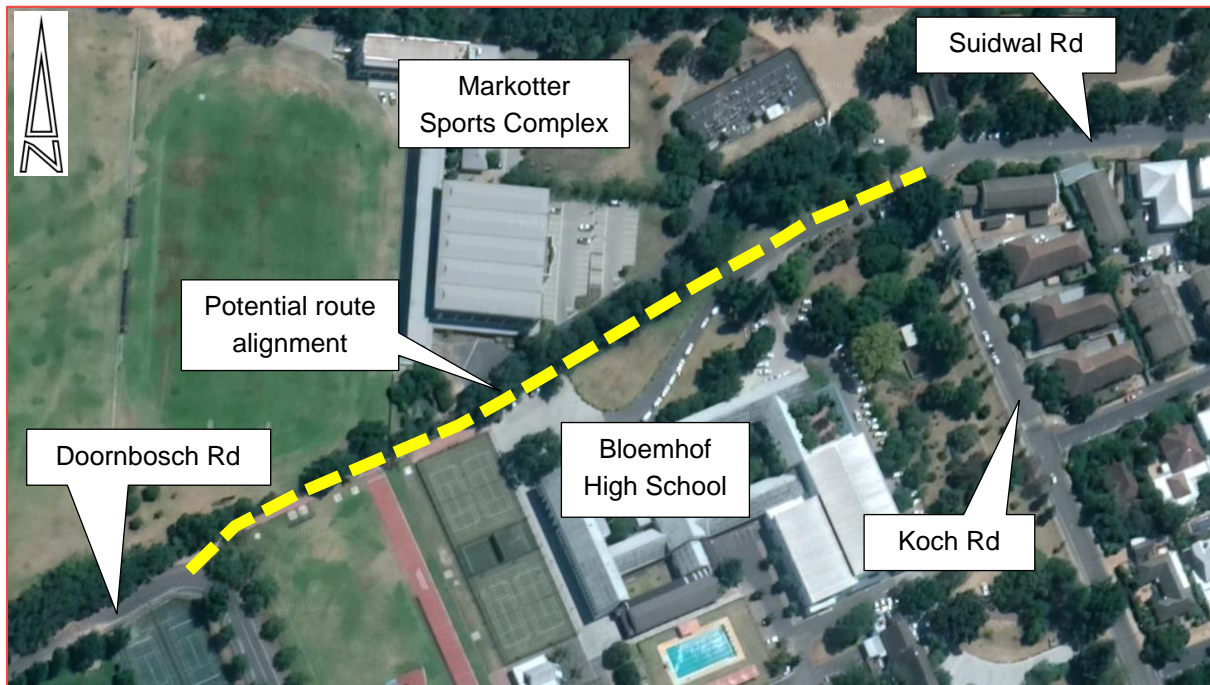 Suidwal Rd
Markotter
Sports Complex
Potential route
alignment
Doornbosch Rd
Bloemhof
High School
Koch Rd
N